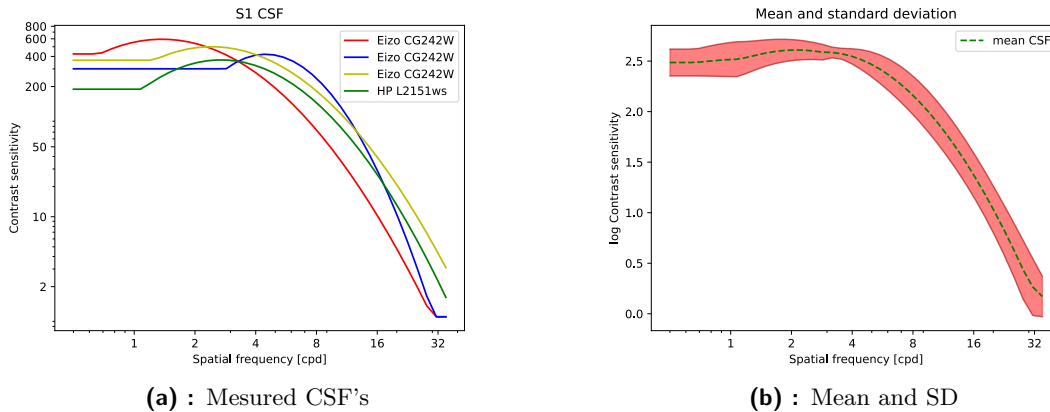 S1 CSF
Contrast sensitivity
800
600
400
200
50
10
2
Eizo CG242W
Eizo CG242W
Eizo CG242W
HP L2151ws
1
2
4
8
16
32
Spatial frequency [cpd]
(a) : Mesured CSF's
Mean and standard deviation
log Contrast sensitivity
2.5
2.0
1.5
1.0
0.5
0.0
mean CSF
1
2
4
8
16
32
Spatial frequency [cpd]
(b) : Mean and SD